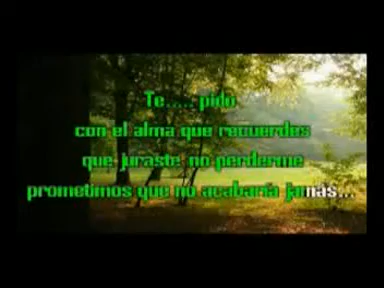 Te..... pido
con el alma que recuerdes
que juraste no perderme
prometimos que no acabaría jamás...